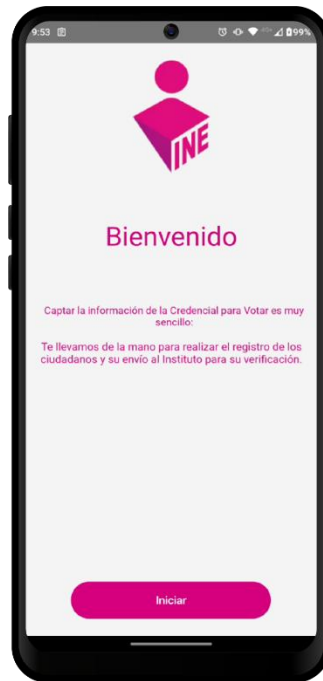 9:53
99%
INE
Bienvenido
Captar la información de la Credencial para Votar es muy
sencillo:
Te llevamos de la mano para realizar el registro de los
ciudadanos y su envío al Instituto para su verificación.
Iniciar